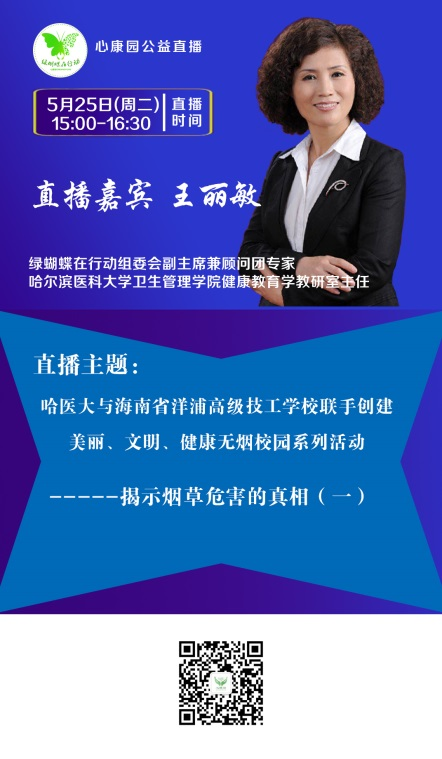 绿蝴蝶在行动
心康园公益直播
5月25日(周二)
15:00-16:30
直播
时间
直播嘉宾 王丽敏
绿蝴蝶在行动组委会副主席兼顾问团专家
哈尔滨医科大学卫生管理学院健康教育学教研室主任
直播主题：
哈医大与海南省洋浦高级技工学校联手创建
美丽、文明、健康无烟校园系列活动
-----揭示烟草危害的真相（一）